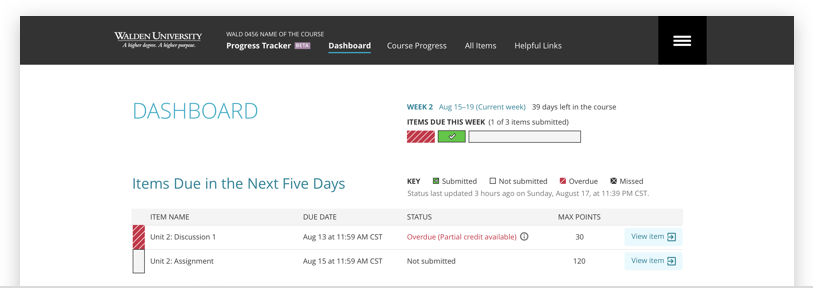 WALDEN UNIVERSITY
A higher degree. A higher purpose.
WALD 0456 NAME OF THE COURSE
Progress Tracker BETA Dashboard Course Progress All Items Helpful Links
DASHBOARD
WEEK 2 Aug 15–19 (Current week) 39 days left in the course
ITEMS DUE THIS WEEK (1 of 3 items submitted)
Items Due in the Next Five Days
KEY Submitted Not submitted Overdue Missed
Status last updated 3 hours ago on Sunday, August 17, at 11:39 PM CST.
ITEM NAME DUE DATE STATUS MAX POINTS
Unit 2: Discussion 1 Aug 13 at 11:59 AM CST Overdue (Partial credit available) 30 View item
Unit 2: Assignment Aug 15 at 11:59 AM CST Not submitted 120 View item